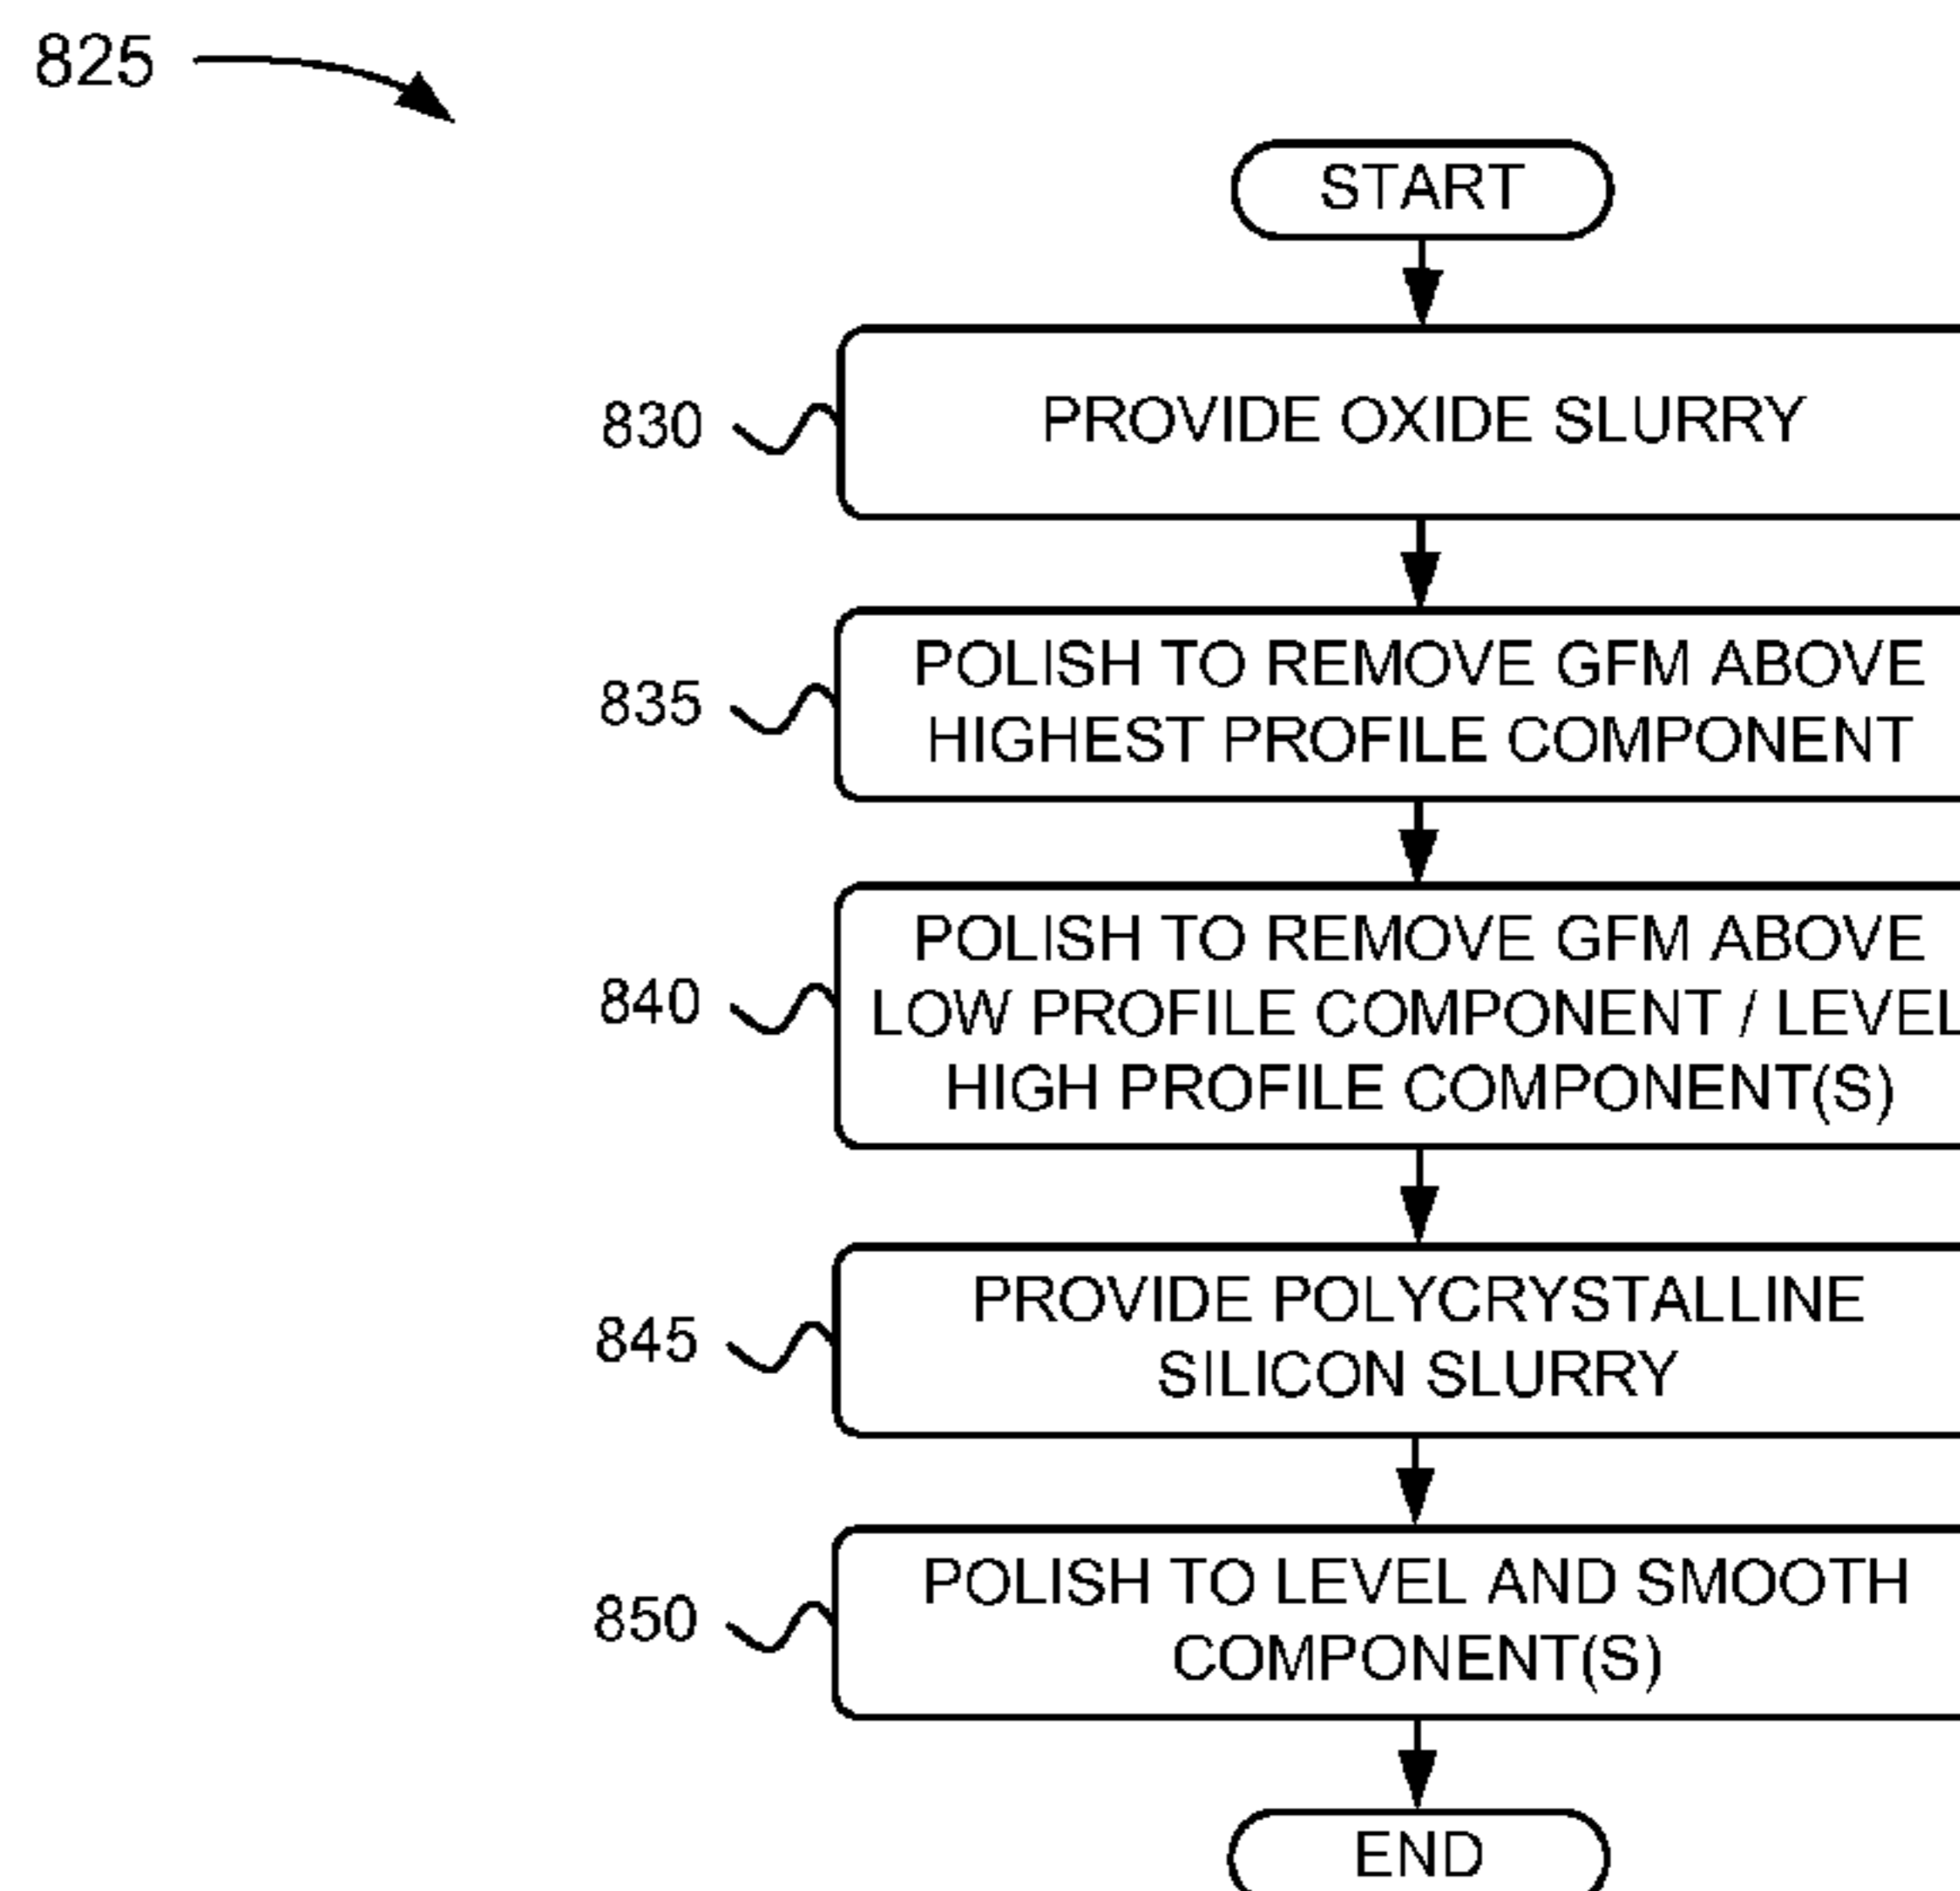 825
START
830
PROVIDE OXIDE SLURRY
835
POLISH TO REMOVE GFM ABOVE
HIGHEST PROFILE COMPONENT
840
POLISH TO REMOVE GFM ABOVE
LOW PROFILE COMPONENT / LEVEL
HIGH PROFILE COMPONENT(S)
845
PROVIDE POLYCRYSTALLINE
SILICON SLURRY
850
POLISH TO LEVEL AND SMOOTH
COMPONENT(S)
END